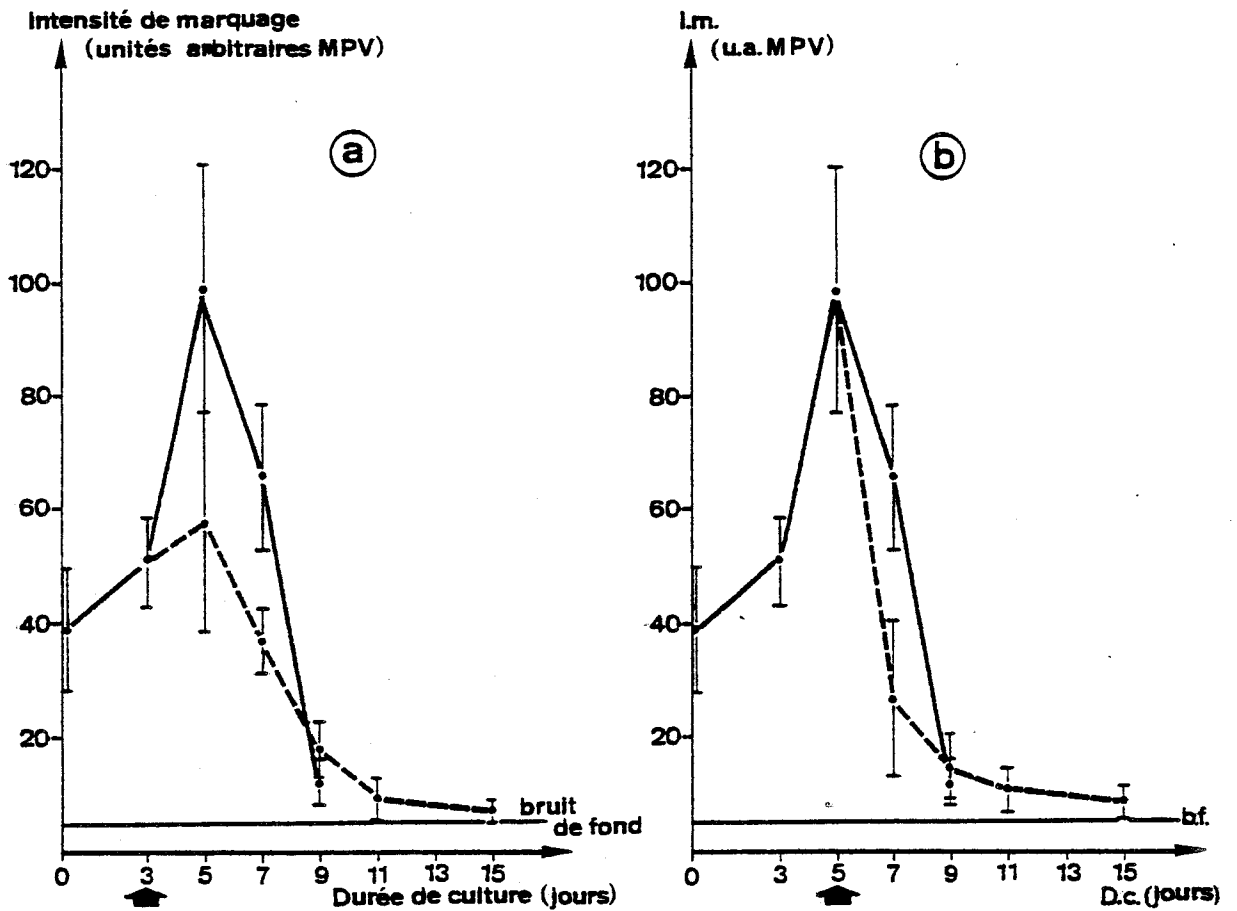 Intensité de marquage
(unités arbitraires MPV)
a
120
100
80
60
40
20
bruit
de fond
0 3 5 7 9 11 13 15
Durée de culture (jours)
i.m.
(u.a. MPV)
b
120
100
80
60
40
20
b.f.
0 3 5 7 9 11 13 15
D.c. (jours)